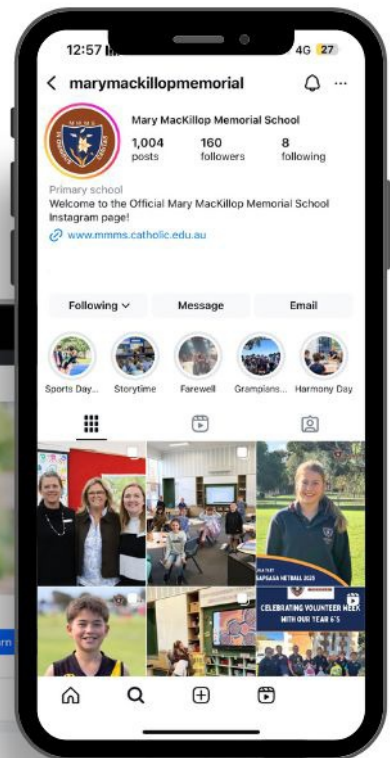 12:57
4G 27
marymackillopmemorial
Mary MacKillop Memorial School
1,004 160 8
posts followers following
Primary school
Welcome to the Official Mary MacKillop Memorial School
Instagram page!
www.mmms.catholic.edu.au
Following Message Email
Sports Day... Storytime Farewell Grampians... Harmony Day
SAPSASA NETBALL 2025
CELEBRATING VOLUNTEER WEEK
WITH OUR YEAR 6'S